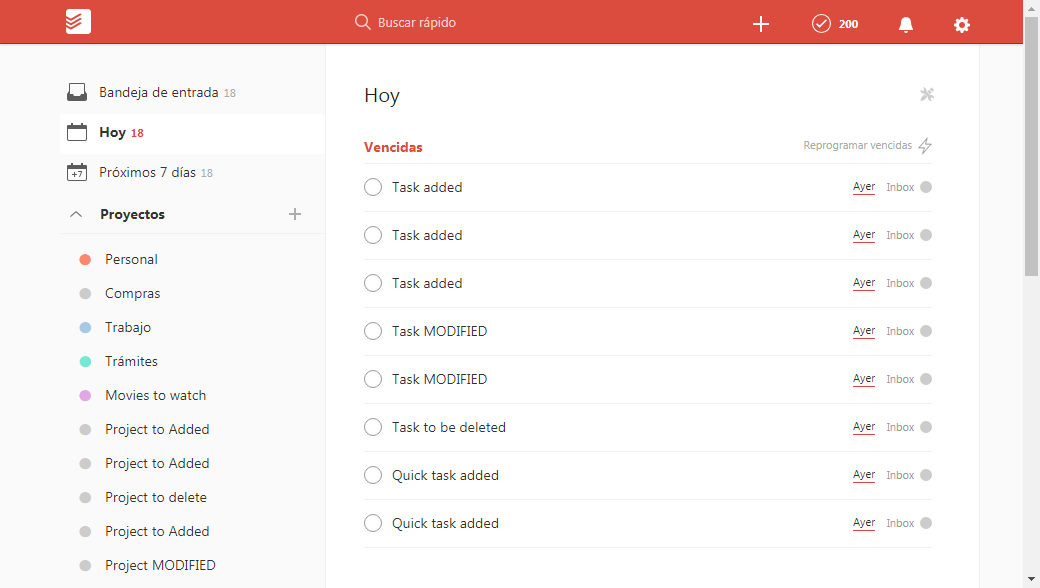 Buscar rápido
200
Bandeja de entrada 18
Hoy 18
Próximos 7 días 18
+7
Proyectos
Personal
Compras
Trabajo
Trámites
Movies to watch
Project to Added
Project to Added
Project to delete
Project to Added
Project MODIFIED
Hoy
Vencidas Reprogramar vencidas
Task added Ayer Inbox
Task added Ayer Inbox
Task added Ayer Inbox
Task MODIFIED Ayer Inbox
Task MODIFIED Ayer Inbox
Task to be deleted Ayer Inbox
Quick task added Ayer Inbox
Quick task added Ayer Inbox